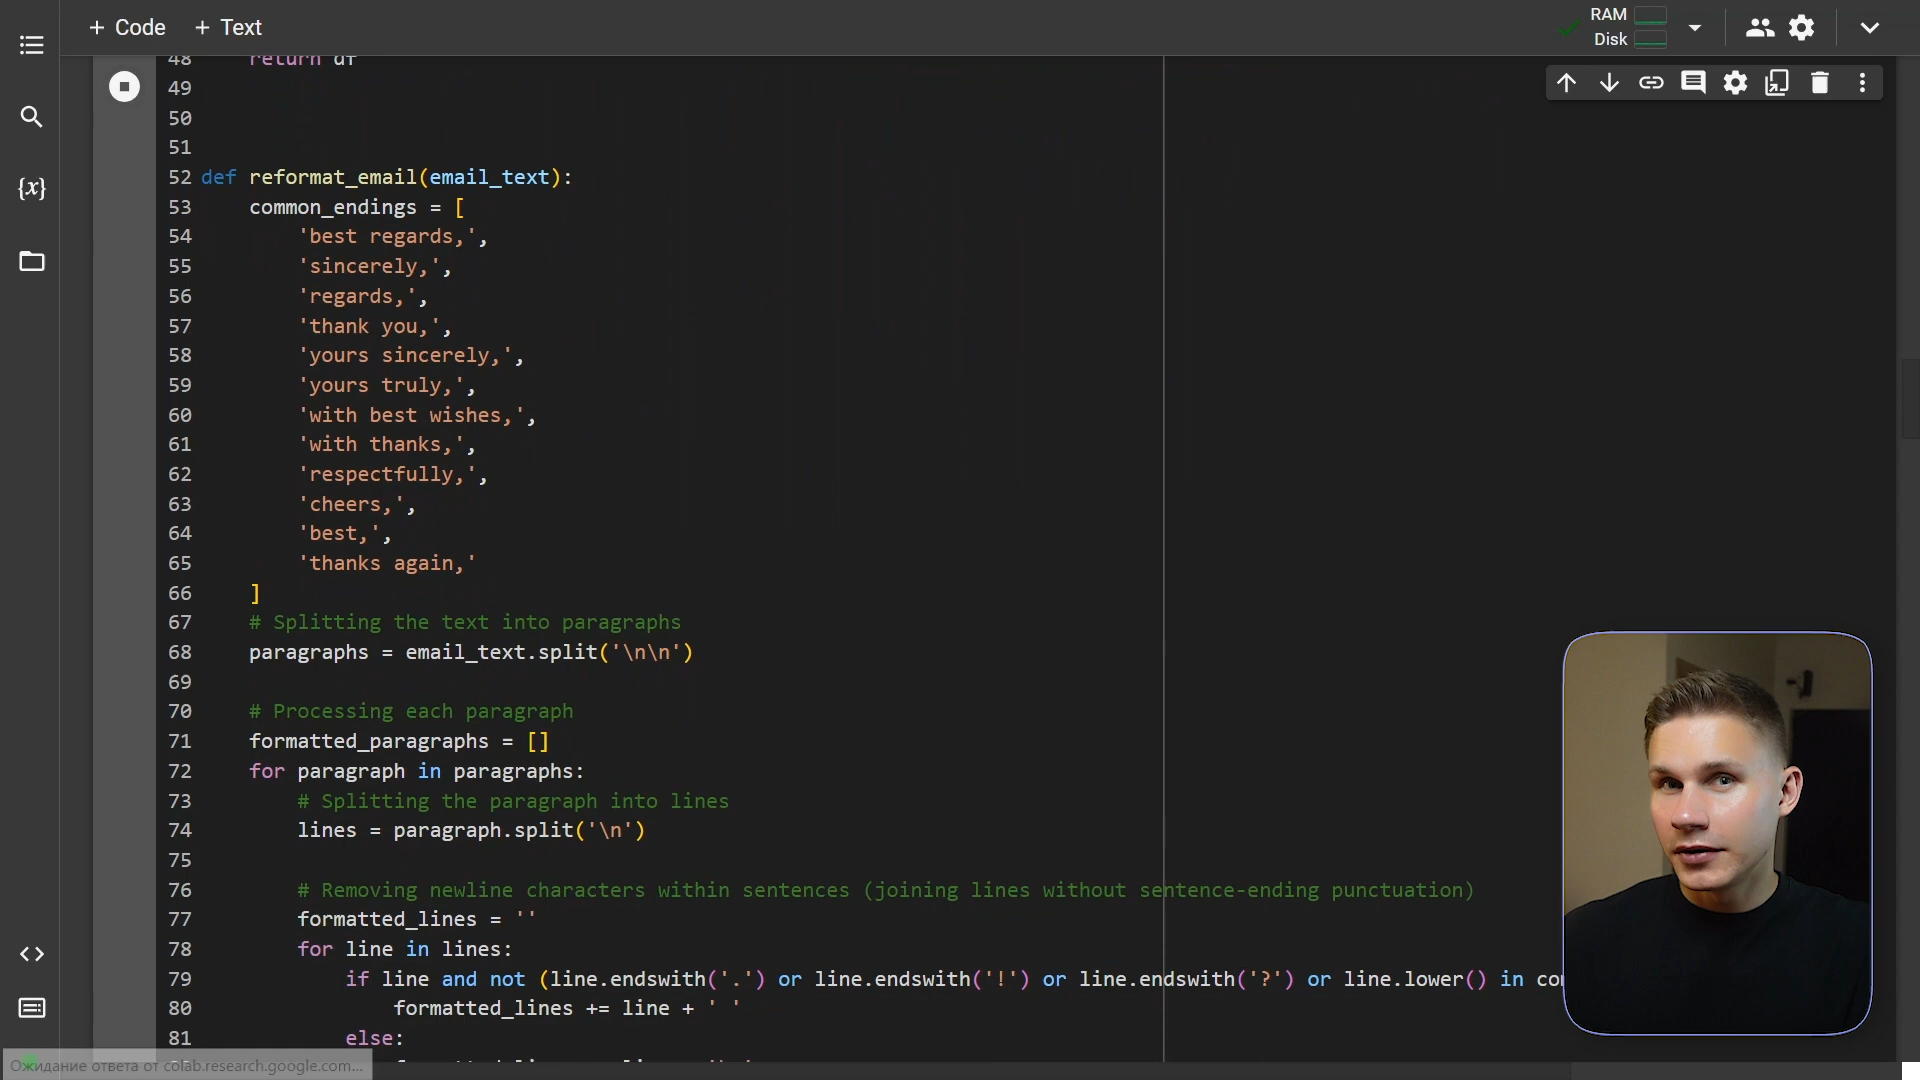 + Code + Text
RAM
Disk
48 return df
49
50
51
52 def reformat_email(email_text):
53 common_endings = [
54 'best regards,',
55 'sincerely,',
56 'regards,',
57 'thank you,',
58 'yours sincerely,',
59 'yours truly,',
60 'with best wishes,',
61 'with thanks,',
62 'respectfully,',
63 'cheers,',
64 'best,',
65 'thanks again,'
66 ]
67 # Splitting the text into paragraphs
68 paragraphs = email_text.split('\n\n')
69
70 # Processing each paragraph
71 formatted_paragraphs = []
72 for paragraph in paragraphs:
73 # Splitting the paragraph into lines
74 lines = paragraph.split('\n')
75
76 # Removing newline characters within sentences (joining lines without sentence-ending punctuation)
77 formatted_lines = ''
78 for line in lines:
79 if line and not (line.endswith('.') or line.endswith('!') or line.endswith('?') or line.lower() in
80 formatted_lines += line + ' '
81 else:
Ожидание ответа от colab.research.google.com...